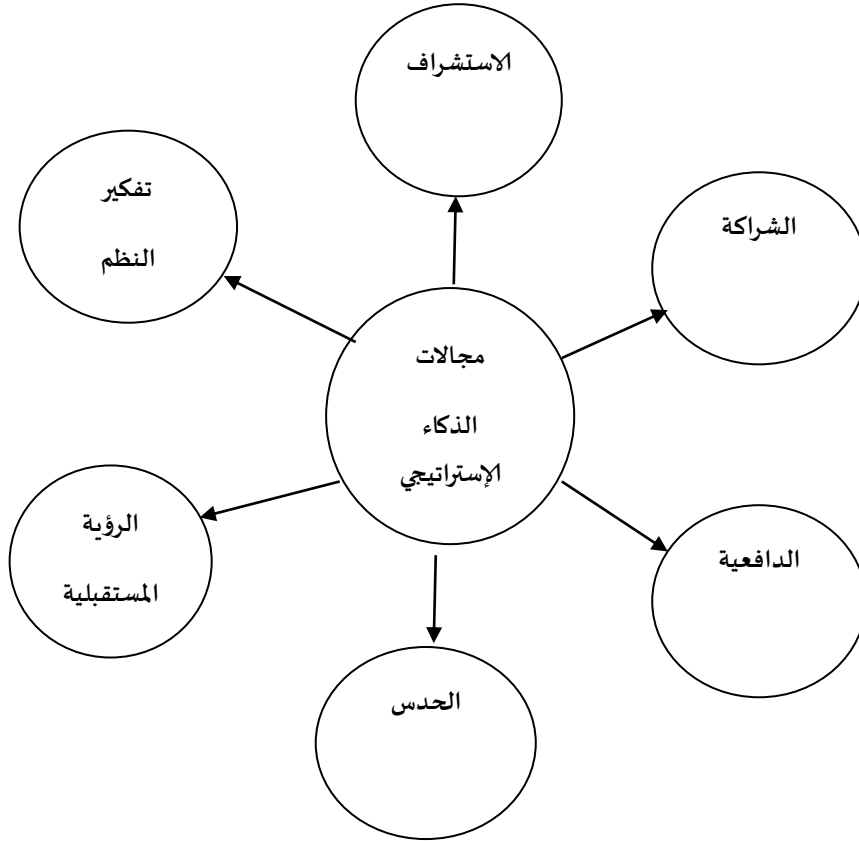 الاستشراف
تفكير
النظم
الشراكة
مجالات
الذكاء
الإستراتيجي
الرؤية
المستقبلية
الدافعية
الحدس